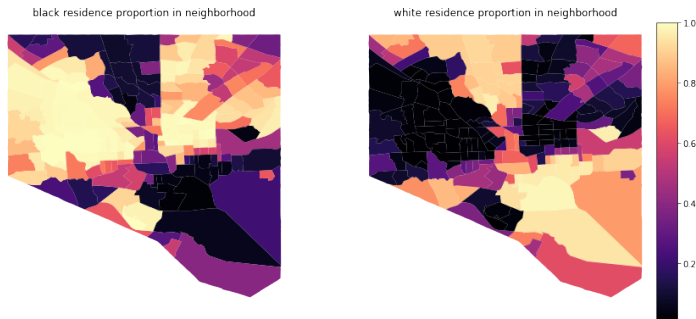 black residence proportion in neighborhood
white residence proportion in neighborhood
1.0
0.8
0.6
0.4
0.2